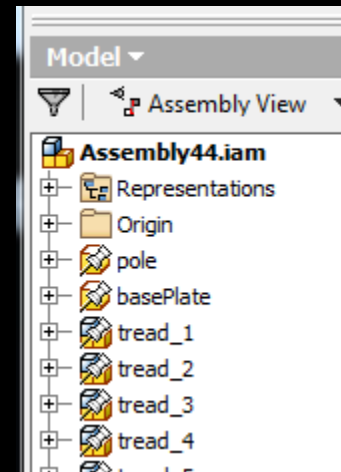 Model
Assembly View
Assembly44.iam
Representations
Origin
pole
basePlate
tread_1
tread_2
tread_3
tread_4